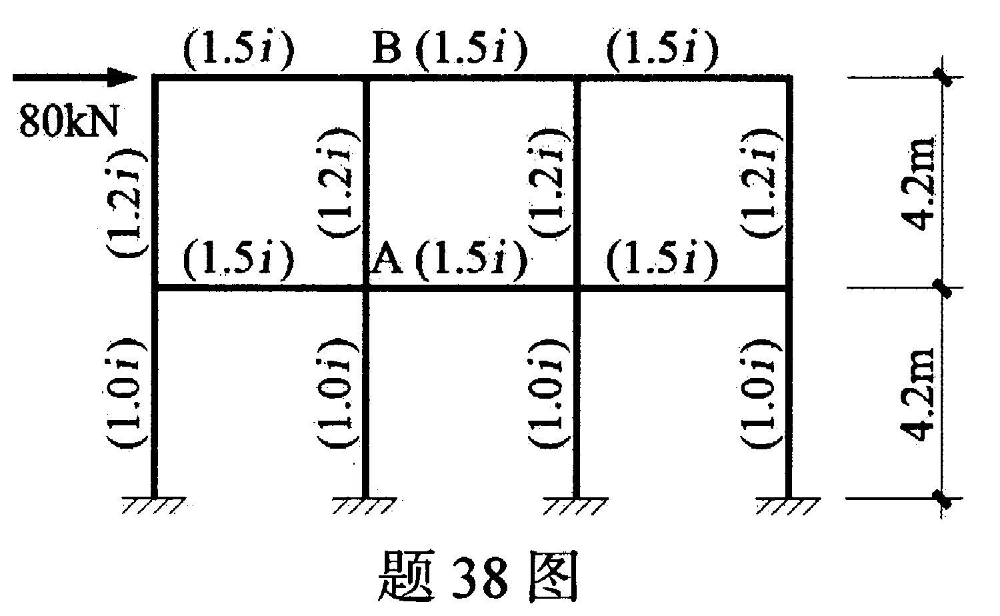 (1.5i) B (1.5i) (1.5i)
80kN
(1.2i) (1.2i) (1.2i) (1.2i) 4.2m
(1.5i) A (1.5i) (1.5i)
(1.0i) (1.0i) (1.0i) (1.0i) 4.2m
题 38 图